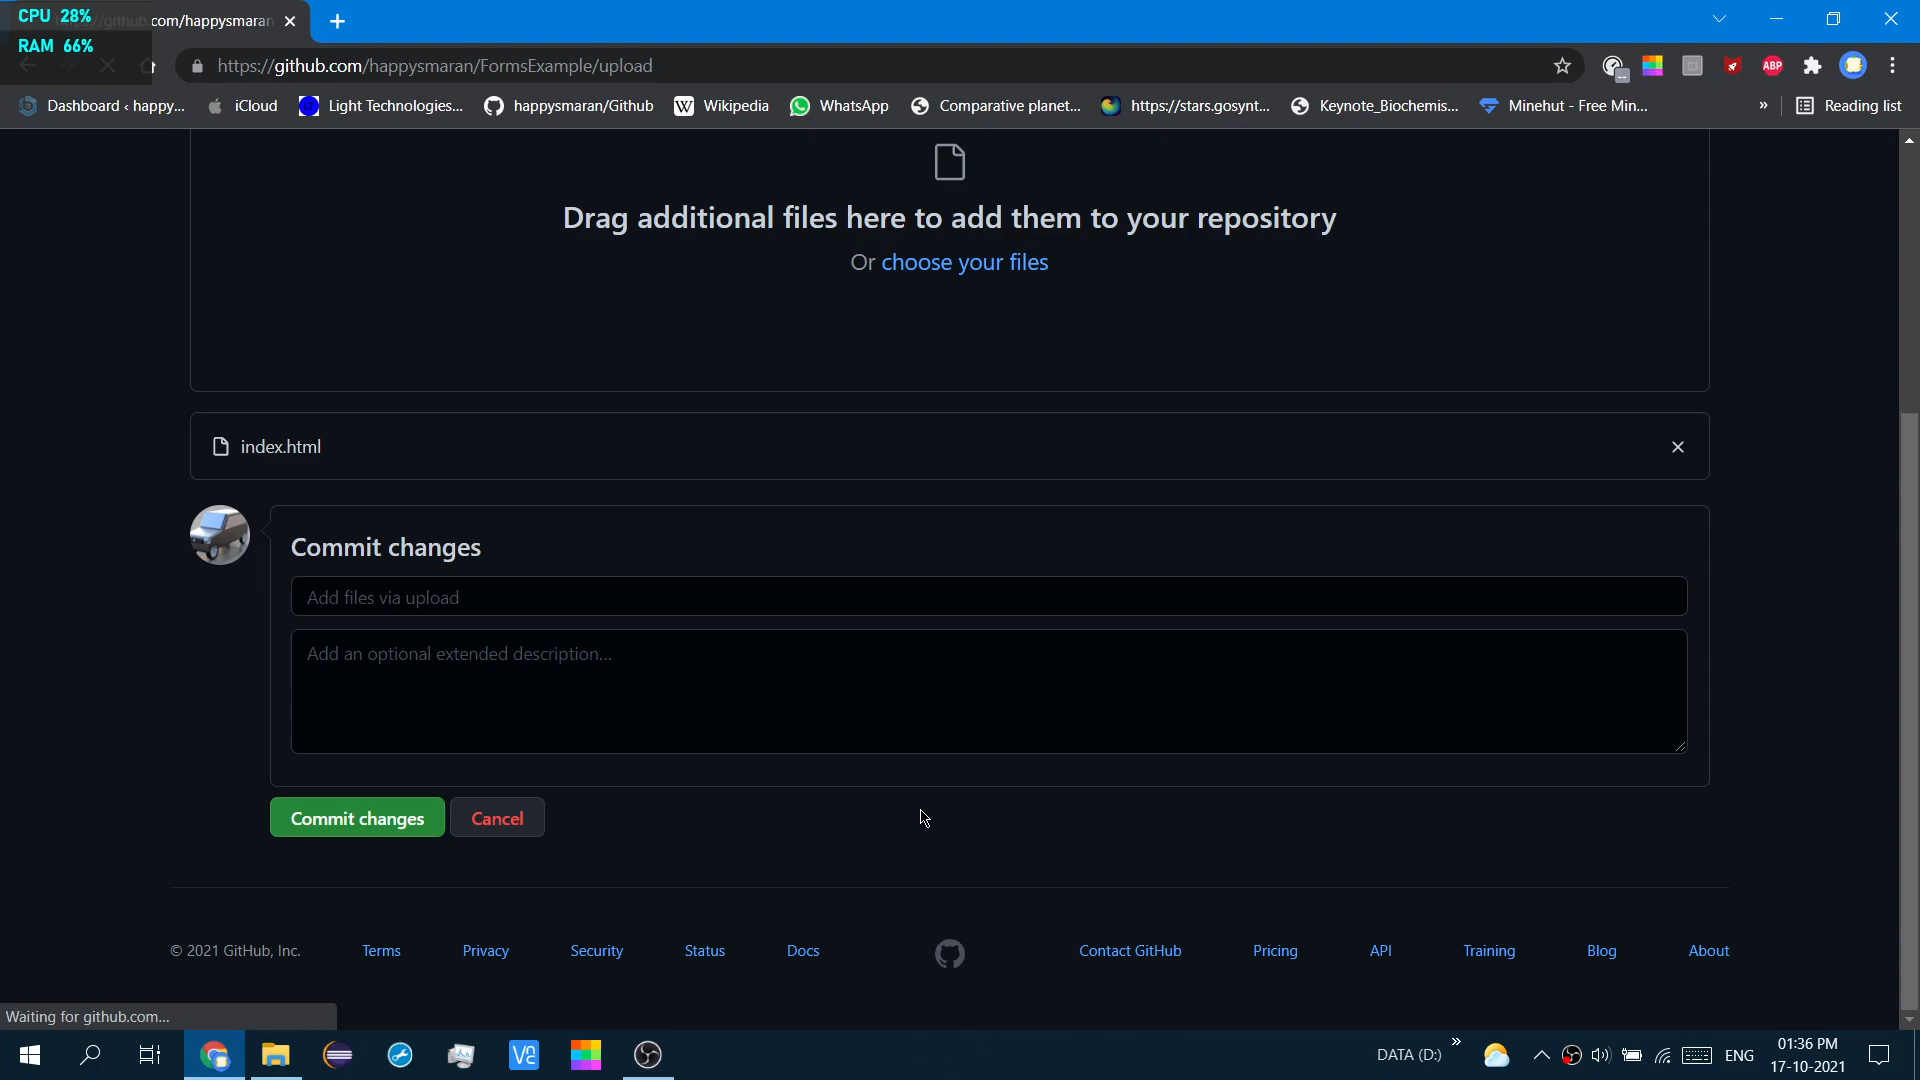 CPU 28%
RAM 66%
github.com/happysmaran
https://github.com/happysmaran/FormsExample/upload
ABP
Dashboard ‹ happy...
iCloud
Light Technologies...
happysmaran/Github
W Wikipedia
WhatsApp
Comparative planet...
https://stars.gosynt...
Keynote_Biochemis...
Minehut - Free Min...
»
Reading list
Drag additional files here to add them to your repository
Or choose your files
index.html
Commit changes
Add files via upload
Add an optional extended description...
Commit changes
Cancel
© 2021 GitHub, Inc.
Terms
Privacy
Security
Status
Docs
Contact GitHub
Pricing
API
Training
Blog
About
Waiting for github.com...
DATA (D:)
»
ENG
01:36 PM
17-10-2021